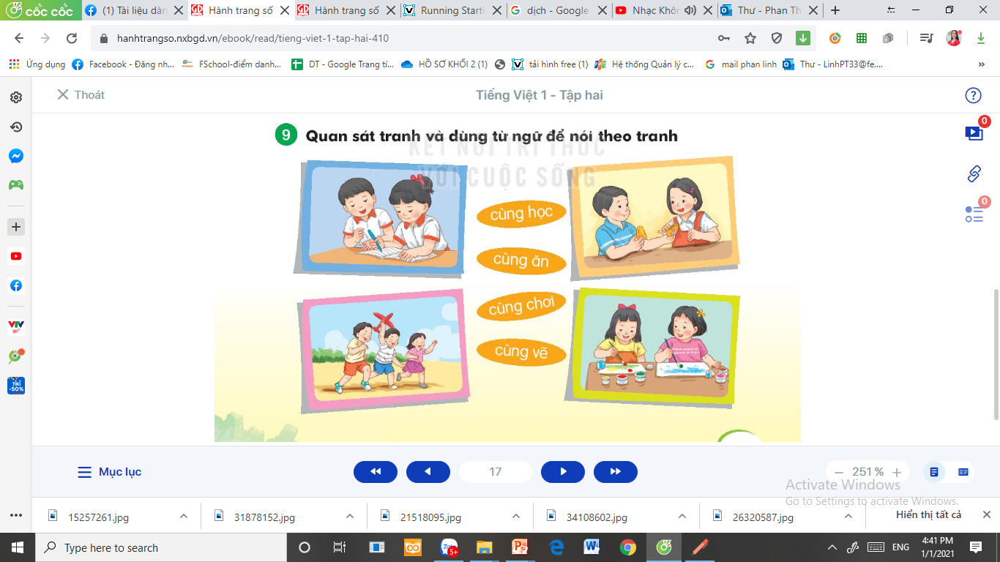 CỐC CỐC
(1) Tài liệu dàn
Hành trang số
Hành trang số
Running Starti
dịch - Google
Nhạc Khôn
Thư - Phan Th
hanhtrangso.nxbgd.vn/ebook/read/tieng-viet-1-tap-hai-410
Ứng dụng
Facebook - Đăng nh...
FSchool-điểm danh...
DT - Google Trang tí...
HỒ SƠ KHỐI 2 (1)
tải hình free (1)
Hệ thống Quản lý c...
mail phan linh
Thư - LinhPT33@fe....
Thoát
Tiếng Việt 1 - Tập hai
0
0
9 Quan sát tranh và dùng từ ngữ để nói theo tranh
KẾT NỐI TRI THỨC
VỚI CUỘC SỐNG
cùng học
cùng ăn
cùng chơi
cùng vẽ
VTV
go
TIKI
-50%
Mục lục
17
251 %
Activate Windows
Go to Settings to activate Windows.
15257261.jpg
31878152.jpg
21518095.jpg
34108602.jpg
26320587.jpg
Hiển thị tất cả
Type here to search
Zalo
5+
ENG
4:41 PM
1/1/2021